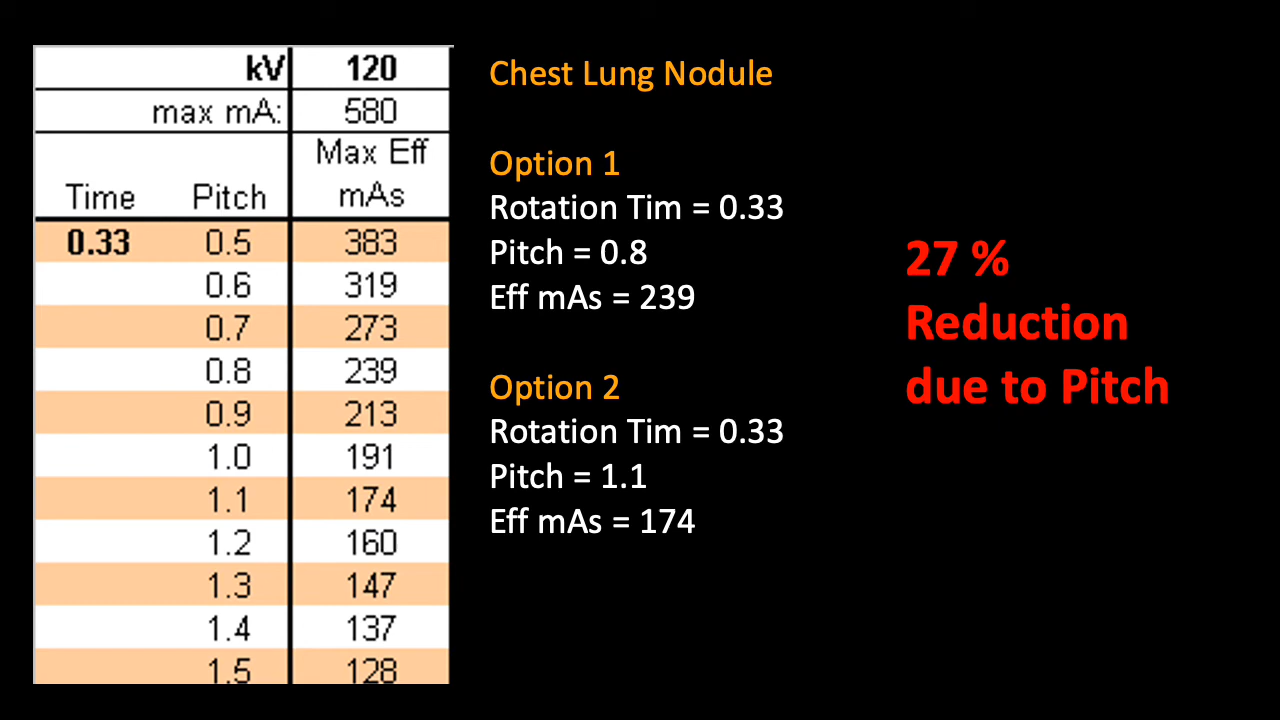 kV 120
max mA: 580
Max Eff
Time Pitch mAs
0.33 0.5 383
0.6 319
0.7 273
0.8 239
0.9 213
1.0 191
1.1 174
1.2 160
1.3 147
1.4 137
1.5 128
Chest Lung Nodule
Option 1
Rotation Tim = 0.33
Pitch = 0.8
Eff mAs = 239
Option 2
Rotation Tim = 0.33
Pitch = 1.1
Eff mAs = 174
27 %
Reduction
due to Pitch